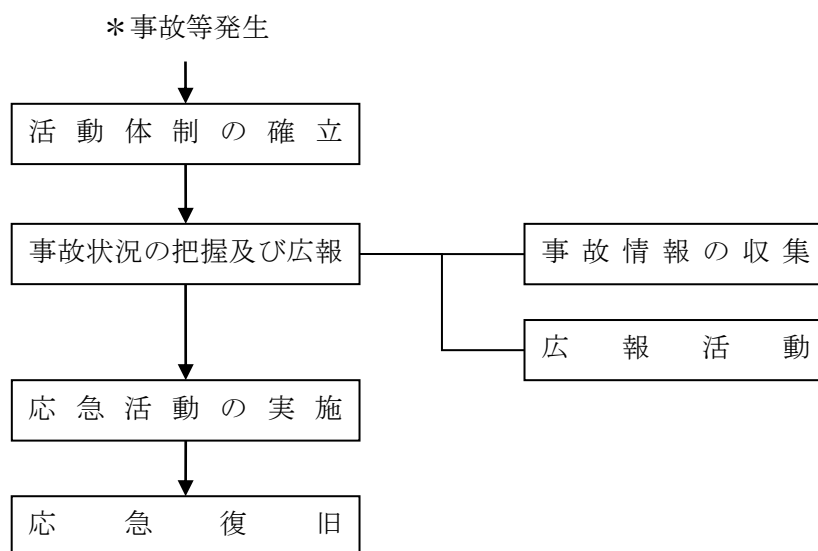 ＊事故等発生
活動体制の確立
事故状況の把握及び広報
事故情報の収集
広報活動
応急活動の実施
応急復旧